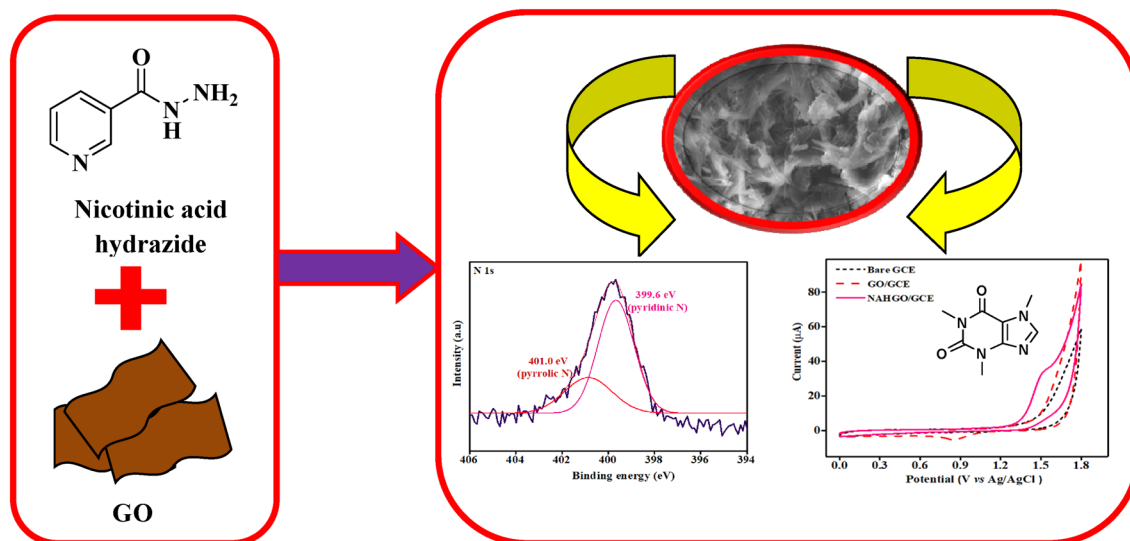 O
NH₂
N
H
N
Nicotinic acid
hydrazide
GO
N 1s
399.6 eV
(pyridinic N)
401.0 eV
(pyrrolic N)
Intensity (a.u)
406 404 402 400 398 396 394
Binding energy (eV)
Bare GCE
GO/GCE
NAHGO/GCE
O
N
N
O
N
N
80
60
40
20
0
Current (µA)
0.0 0.3 0.6 0.9 1.2 1.5 1.8
Potential (V vs Ag/AgCl )